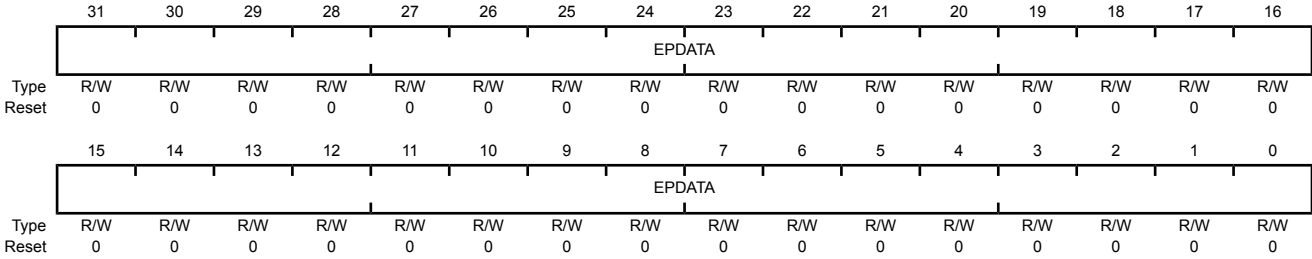 31 30 29 28 27 26 25 24 23 22 21 20 19 18 17 16
EPDATA
Type R/W R/W R/W R/W R/W R/W R/W R/W R/W R/W R/W R/W R/W R/W R/W R/W
Reset 0 0 0 0 0 0 0 0 0 0 0 0 0 0 0 0
15 14 13 12 11 10 9 8 7 6 5 4 3 2 1 0
EPDATA
Type R/W R/W R/W R/W R/W R/W R/W R/W R/W R/W R/W R/W R/W R/W R/W R/W
Reset 0 0 0 0 0 0 0 0 0 0 0 0 0 0 0 0